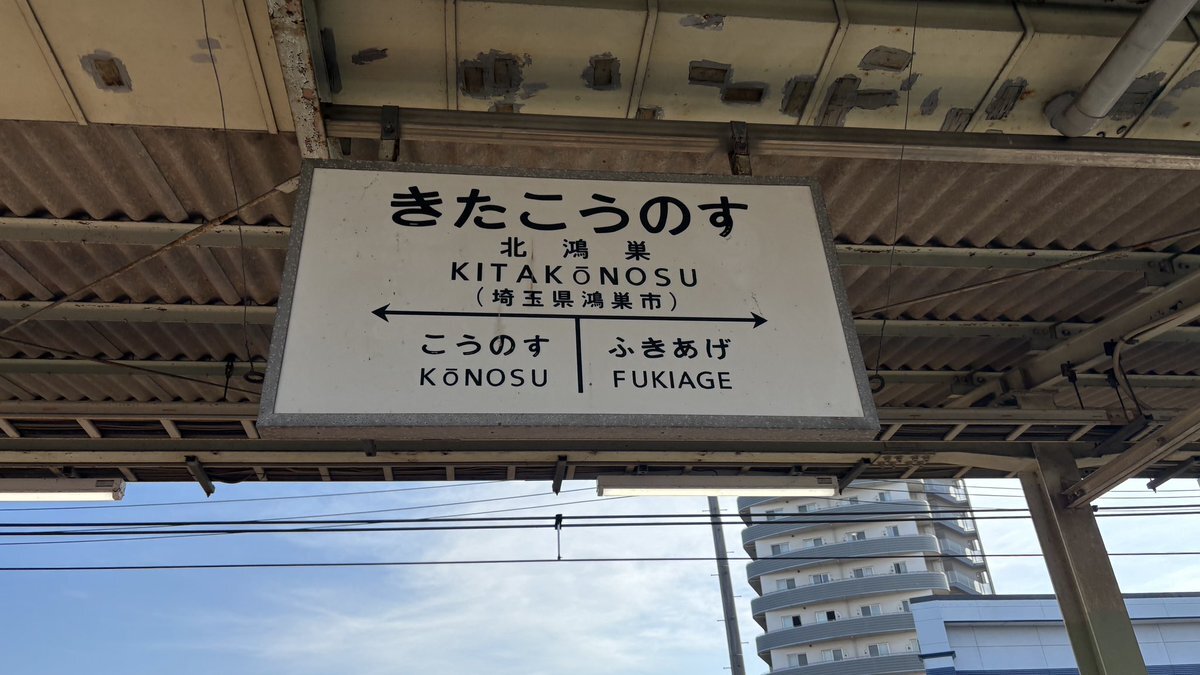 きたこうのす
北鴻巣
KITAKŌNOSU
(埼玉県鴻巣市)
こうのす ふきあげ
KŌNOSU FUKIAGE